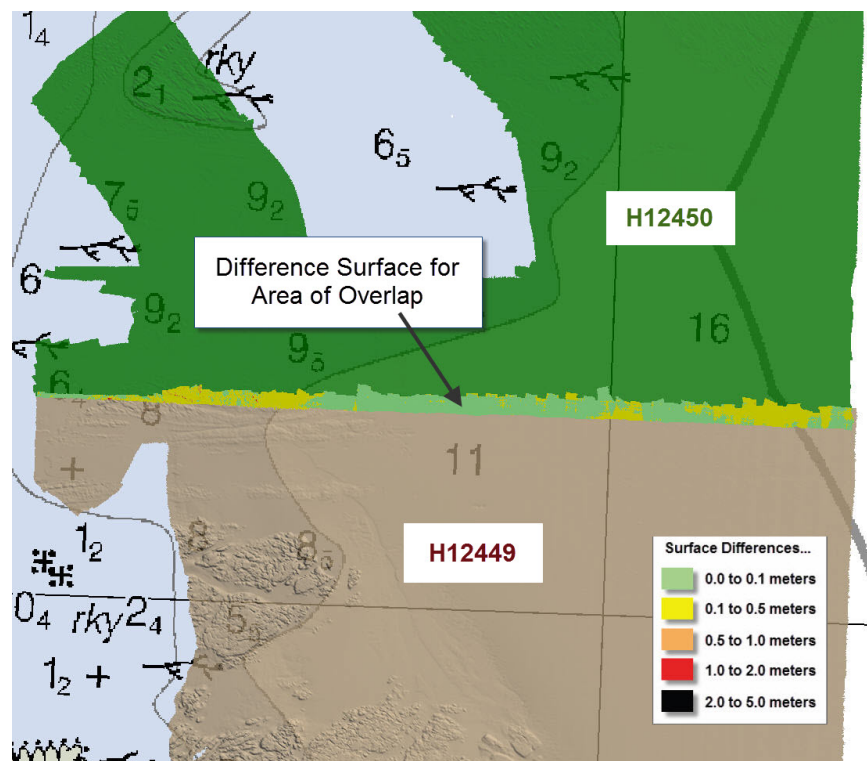 1₄
rky
2₁
6₅
9₂
7₅
9₂
H12450
6
Difference Surface for
Area of Overlap
9₂
16
9₅
6₄
8
11
+
1₂
8
8₅
H12449
0₄
rky
2₄
5₄
1₂ +
Surface Differences...
0.0 to 0.1 meters
0.1 to 0.5 meters
0.5 to 1.0 meters
1.0 to 2.0 meters
2.0 to 5.0 meters